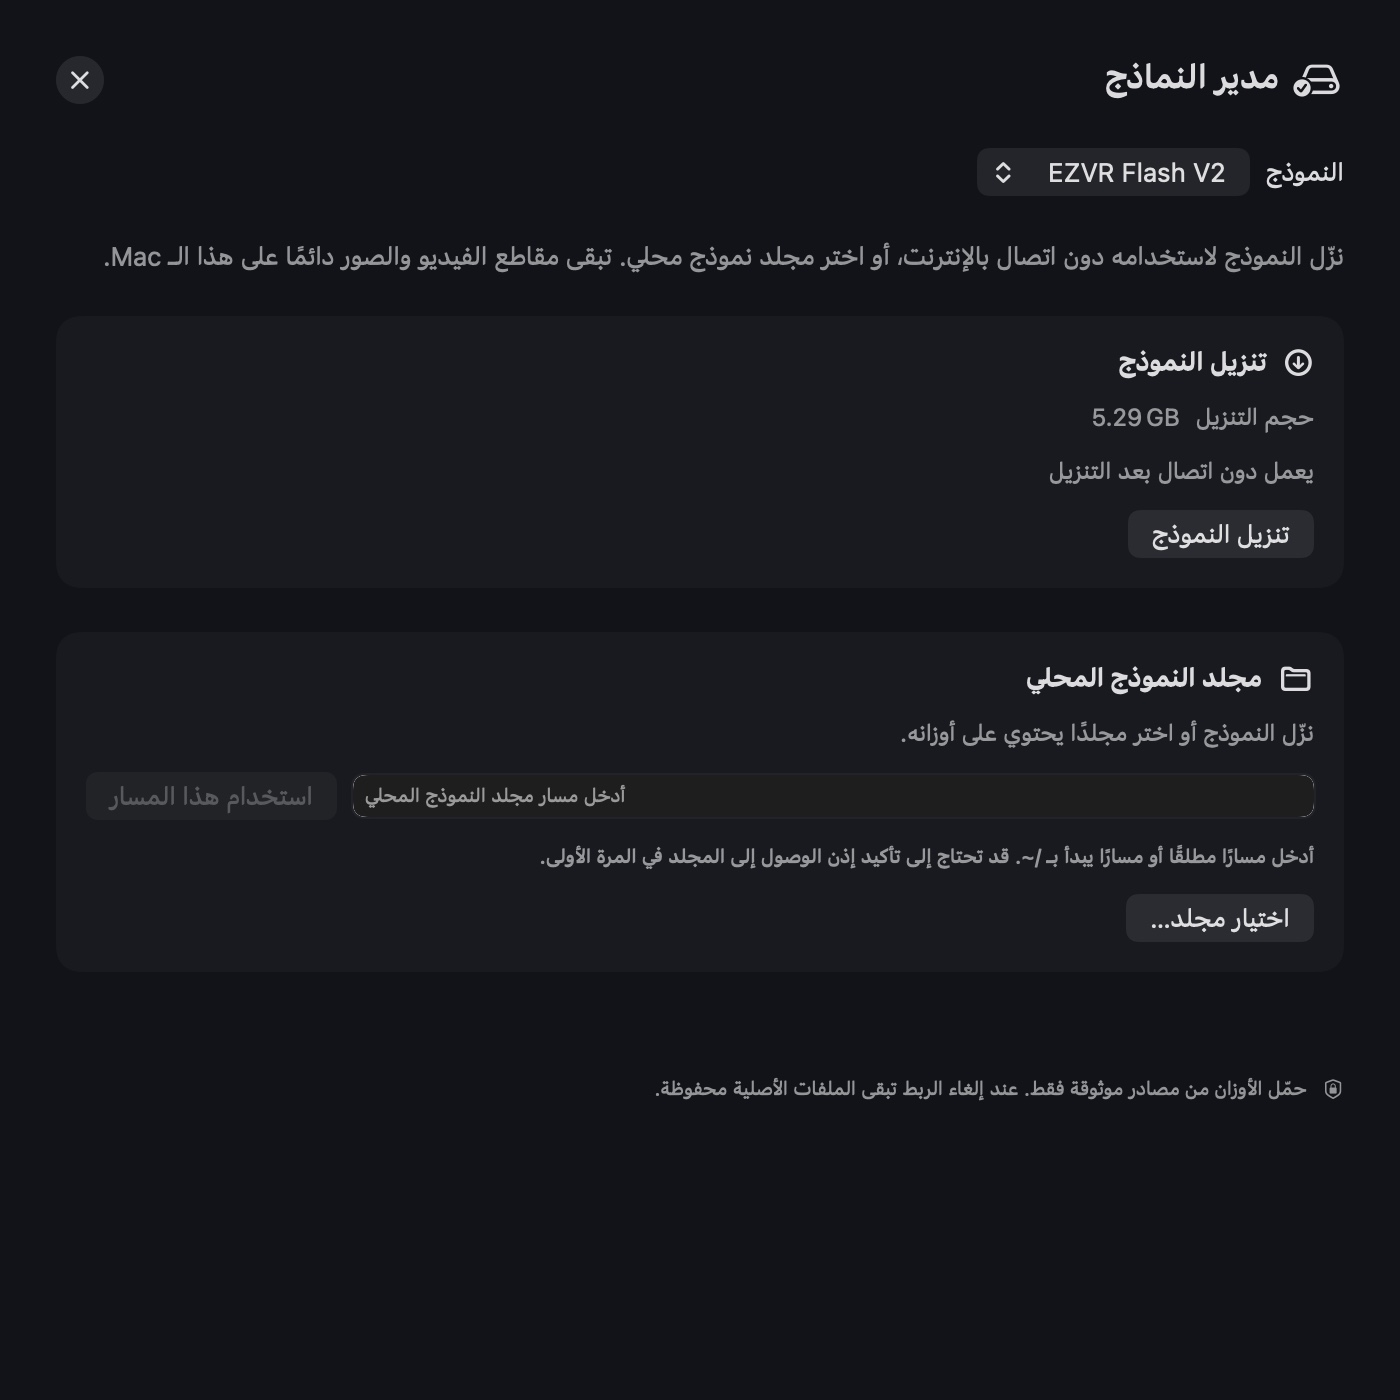 مدير النماذج
النموذج EZVR Flash V2
نزّل النموذج لاستخدامه دون اتصال بالإنترنت، أو اختر مجلد نموذج محلي. تبقى مقاطع الفيديو والصور دائمًا على هذا الـ Mac.
تنزيل النموذج
حجم التنزيل 5.29 GB
يعمل دون اتصال بعد التنزيل
تنزيل النموذج
مجلد النموذج المحلي
نزّل النموذج أو اختر مجلدًا يحتوي على أوزانه.
أدخل مسار مجلد النموذج المحلي استخدام هذا المسار
أدخل مسارًا مطلقًا أو مسارًا يبدأ بـ /~. قد تحتاج إلى تأكيد إذن الوصول إلى المجلد في المرة الأولى.
اختيار مجلد...
حمّل الأوزان من مصادر موثوقة فقط. عند إلغاء الربط تبقى الملفات الأصلية محفوظة.